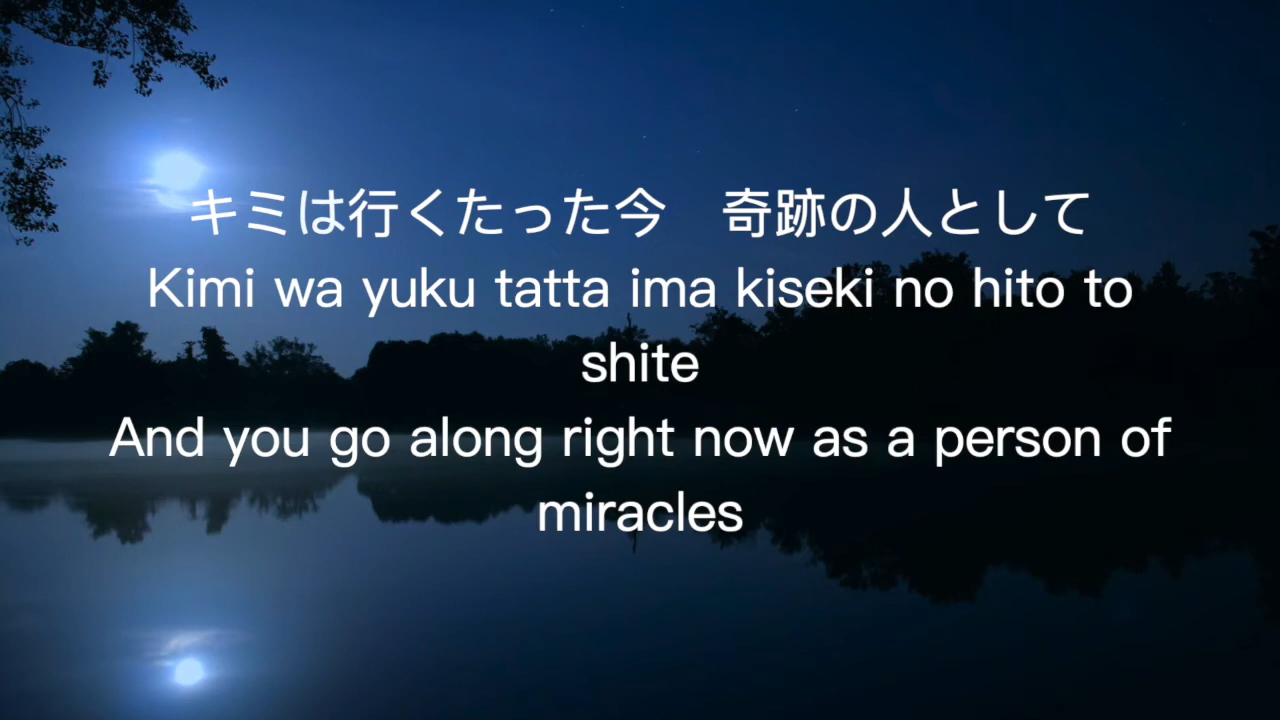 キミは行くたった今　奇跡の人として
Kimi wa yuku tatta ima kiseki no hito to
shite
And you go along right now as a person of
miracles